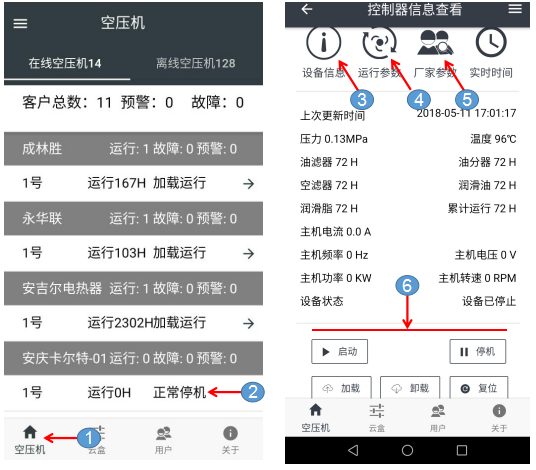 空压机
在线空压机14 离线空压机128
客户总数：11 预警：0 故障：0
成林胜 运行: 1 故障: 0 预警: 0
1号 运行167H 加载运行
永华联 运行: 1 故障: 0 预警: 0
1号 运行103H 加载运行
安吉尔电热器 运行: 1 故障: 0 预警: 0
1号 运行2302H加载运行
安庆卡尔特-01 运行: 0 故障: 0 预警: 0
1号 运行0H 正常停机
2
1
空压机 云盒 用户 关于
控制器信息查看
设备信息 运行参数 厂家参数 实时时间
3 4 5
上次更新时间 2018-05-11 17:01:17
压力 0.13MPa 温度 96℃
油滤器 72 H 油分器 72 H
空滤器 72 H 润滑油 72 H
润滑脂 72 H 累计运行 72 H
主机电流 0.0 A
主机频率 0 Hz 主机电压 0 V
主机功率 0 KW 主机转速 0 RPM
6
设备状态 设备已停止
启动 停机
加载 卸载 复位
空压机 云盒 用户 关于